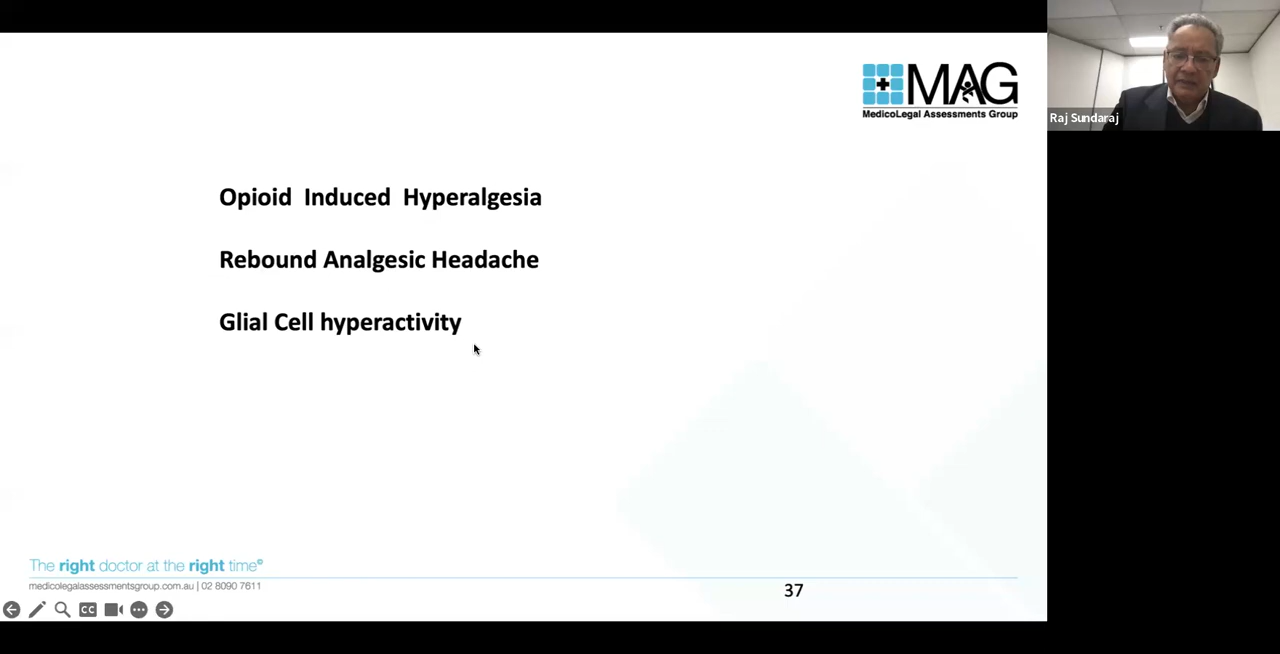 MAG
MedicoLegal Assessments Group
Raj Sundaraj
Opioid Induced Hyperalgesia
Rebound Analgesic Headache
Glial Cell hyperactivity
The right doctor at the right time©
medicolegalassessmentsgroup.com.au | 02 8090 7611
37
CC